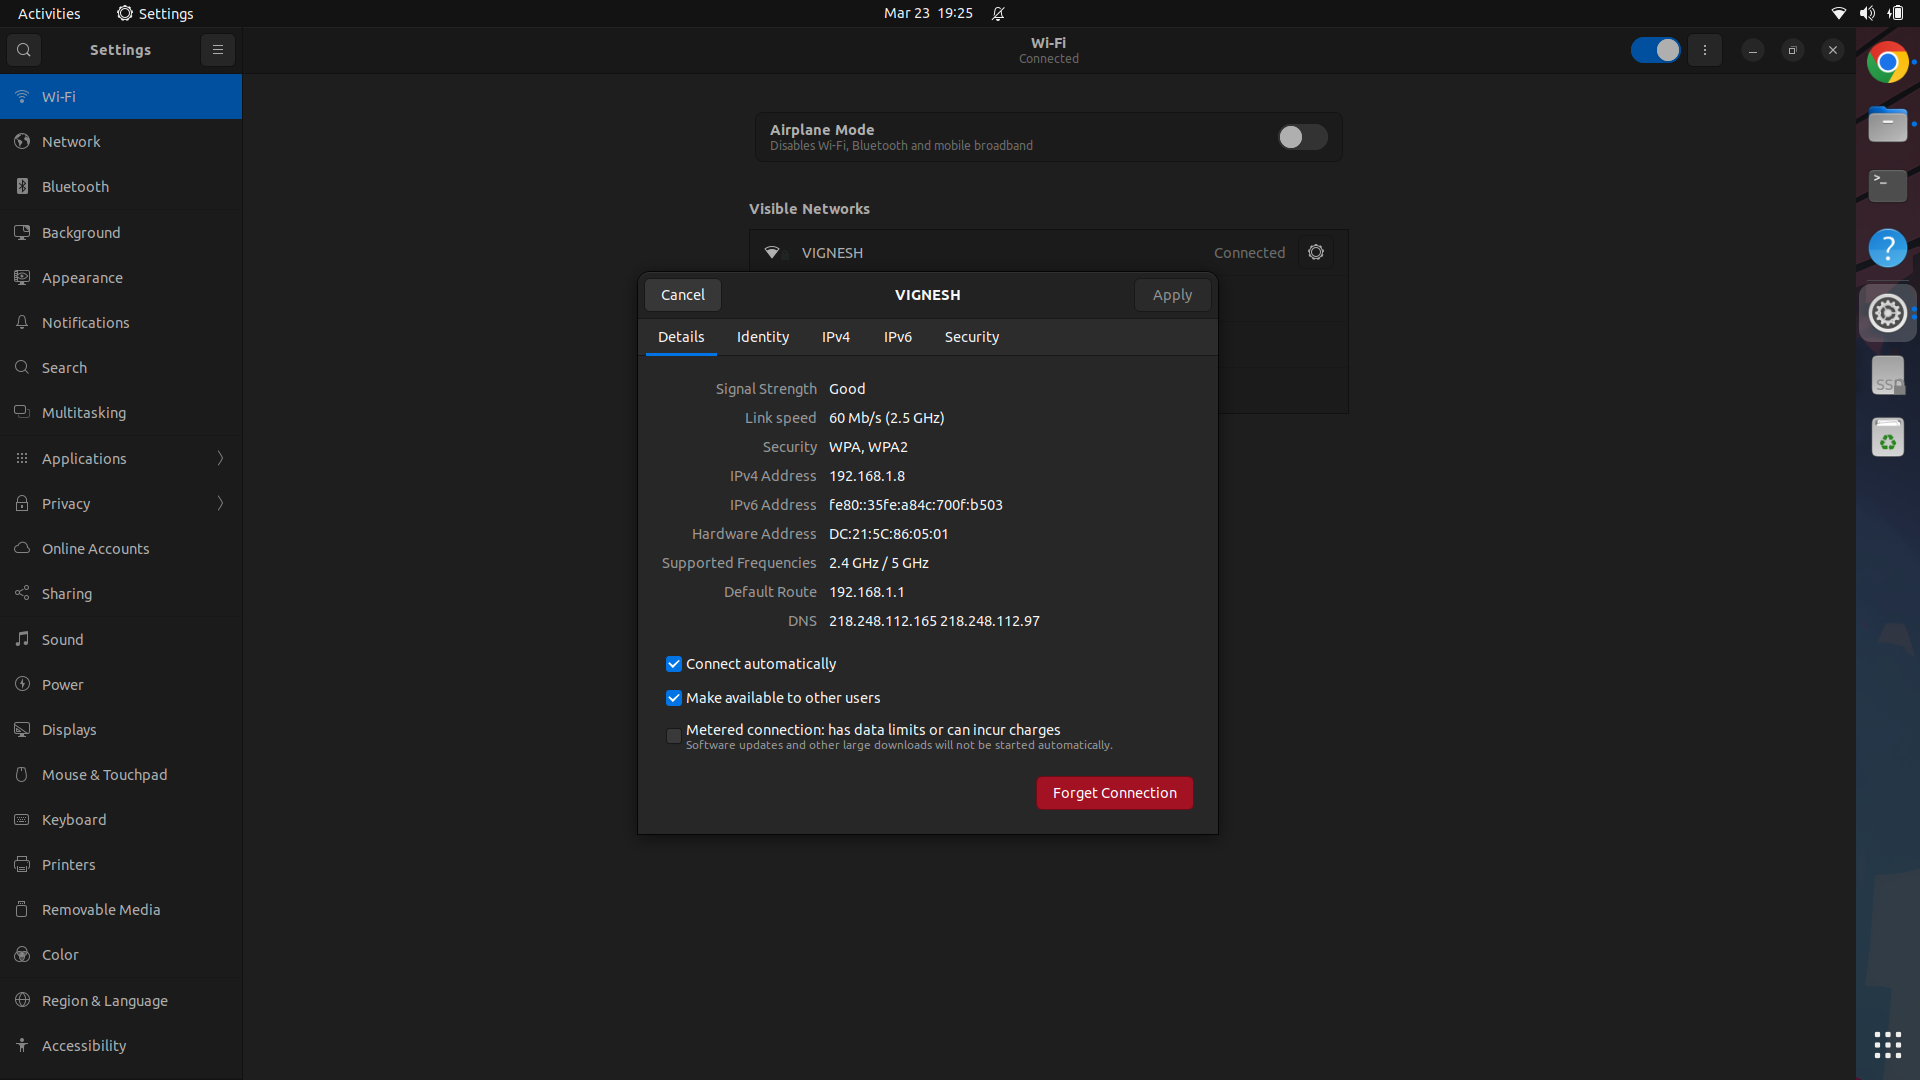 Activities Settings Mar 23 19:25
Settings
Wi-Fi
Connected
Wi-Fi
Network
Bluetooth
Background
Appearance
Notifications
Search
Multitasking
Applications
Privacy
Online Accounts
Sharing
Sound
Power
Displays
Mouse & Touchpad
Keyboard
Printers
Removable Media
Color
Region & Language
Accessibility
Airplane Mode
Disables Wi-Fi, Bluetooth and mobile broadband
Visible Networks
VIGNESH Connected
Cancel VIGNESH Apply
Details Identity IPv4 IPv6 Security
Signal Strength Good
Link speed 60 Mb/s (2.5 GHz)
Security WPA, WPA2
IPv4 Address 192.168.1.8
IPv6 Address fe80::35fe:a84c:700f:b503
Hardware Address DC:21:5C:86:05:01
Supported Frequencies 2.4 GHz / 5 GHz
Default Route 192.168.1.1
DNS 218.248.112.165 218.248.112.97
Connect automatically
Make available to other users
Metered connection: has data limits or can incur charges
Software updates and other large downloads will not be started automatically.
Forget Connection
>_
?